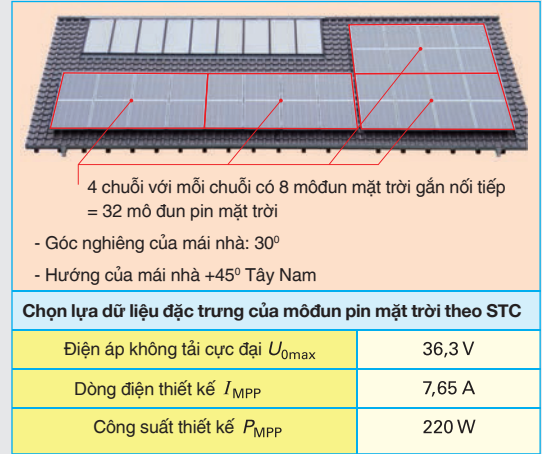 4 chuỗi với mỗi chuỗi có 8 môđun mặt trời gắn nối tiếp
= 32 mô đun pin mặt trời
- Góc nghiêng của mái nhà: 30⁰
- Hướng của mái nhà +45⁰ Tây Nam
Chọn lựa dữ liệu đặc trưng của môđun pin mặt trời theo STC
Điện áp không tải cực đại U₀max 36,3 V
Dòng điện thiết kế I MPP 7,65 A
Công suất thiết kế P MPP 220 W